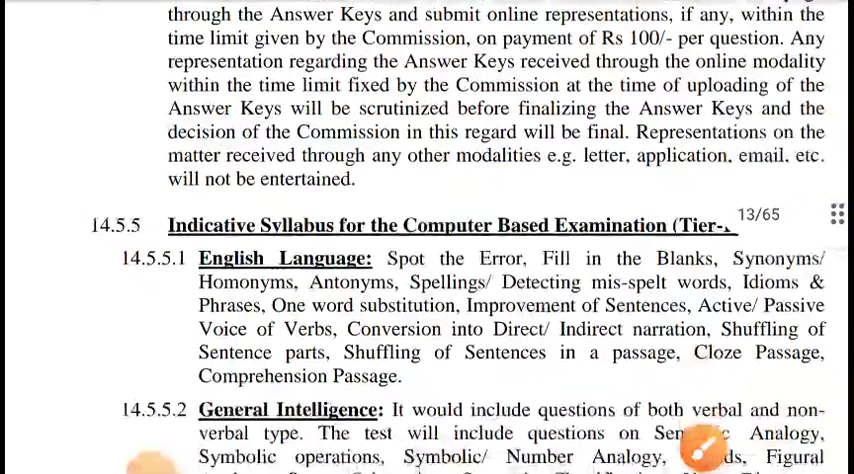 through the Answer Keys and submit online representations, if any, within the
time limit given by the Commission, on payment of Rs 100/- per question. Any
representation regarding the Answer Keys received through the online modality
within the time limit fixed by the Commission at the time of uploading of the
Answer Keys will be scrutinized before finalizing the Answer Keys and the
decision of the Commission in this regard will be final. Representations on the
matter received through any other modalities e.g. letter, application, email, etc.
will not be entertained.
13/65
14.5.5 Indicative Syllabus for the Computer Based Examination (Tier-
14.5.5.1 English Language: Spot the Error, Fill in the Blanks, Synonyms/
Homonyms, Antonyms, Spellings/ Detecting mis-spelt words, Idioms &
Phrases, One word substitution, Improvement of Sentences, Active/ Passive
Voice of Verbs, Conversion into Direct/ Indirect narration, Shuffling of
Sentence parts, Shuffling of Sentences in a passage, Cloze Passage,
Comprehension Passage.
14.5.5.2 General Intelligence: It would include questions of both verbal and non-
verbal type. The test will include questions on Analogy,
Symbolic operations, Symbolic/ Number Analogy, Figural